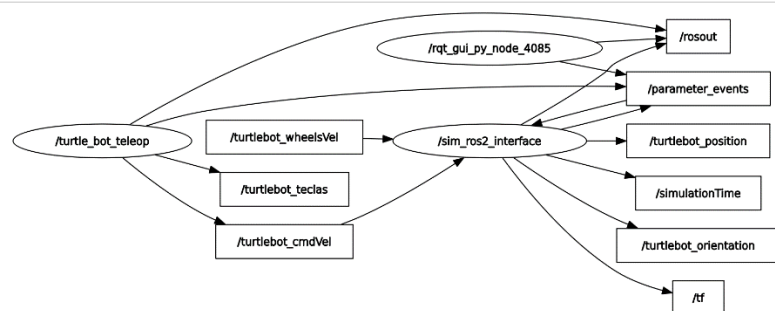 /rosout
/rqt_gui_py_node_4085
/parameter_events
/turtle_bot_teleop
/turtlebot_wheelsVel
/sim_ros2_interface
/turtlebot_position
/turtlebot_teclas
/simulationTime
/turtlebot_cmdVel
/turtlebot_orientation
/tf